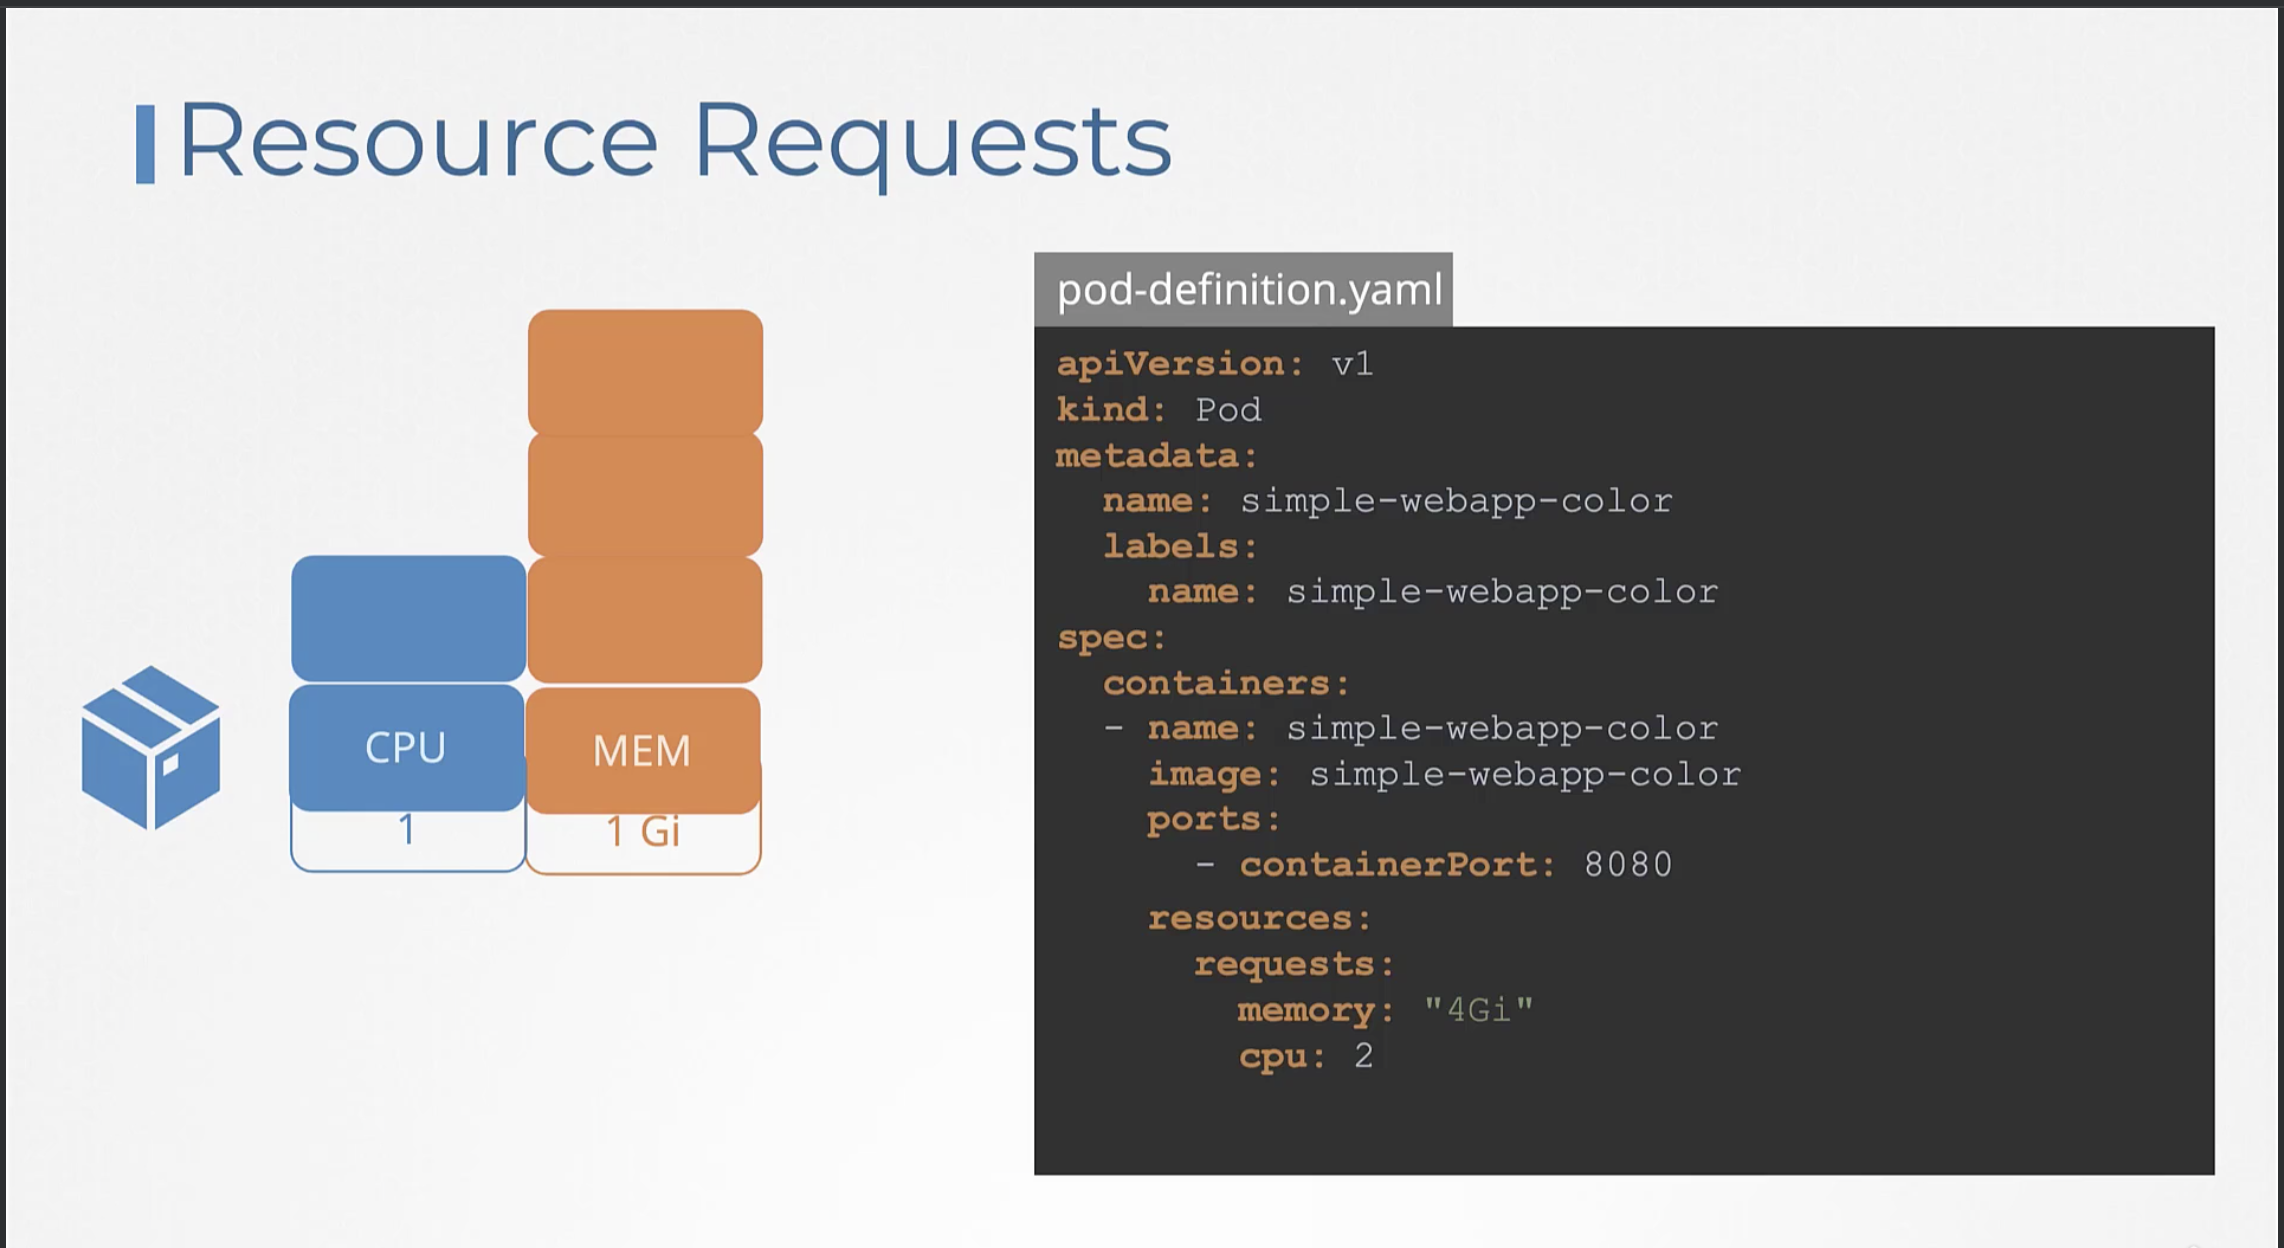 Resource Requests
CPU
MEM
1
1 Gi
pod-definition.yaml
apiVersion: v1
kind: Pod
metadata:
  name: simple-webapp-color
  labels:
    name: simple-webapp-color
spec:
  containers:
  - name: simple-webapp-color
    image: simple-webapp-color
    ports:
      - containerPort: 8080
    resources:
      requests:
        memory: "4Gi"
        cpu: 2